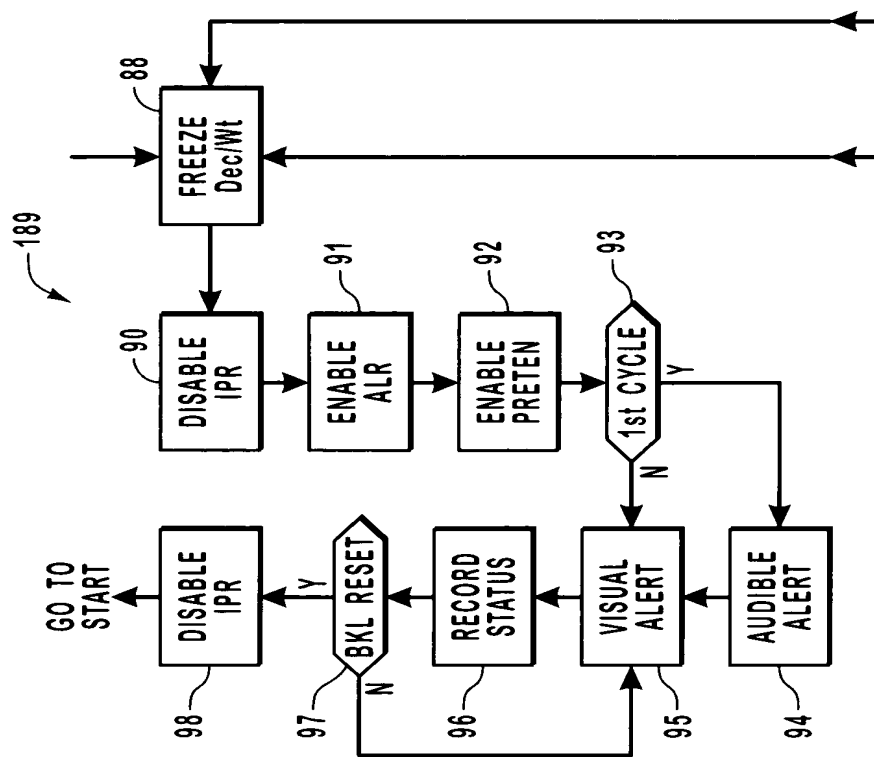 189
88
FREEZE
Dec/Wt
90
DISABLE
IPR
91
ENABLE
ALR
92
ENABLE
PRETEN
93
1st CYCLE
Y
N
94
AUDIBLE
ALERT
95
VISUAL
ALERT
96
RECORD
STATUS
97
BKL RESET
N
Y
98
DISABLE
IPR
GO TO
START